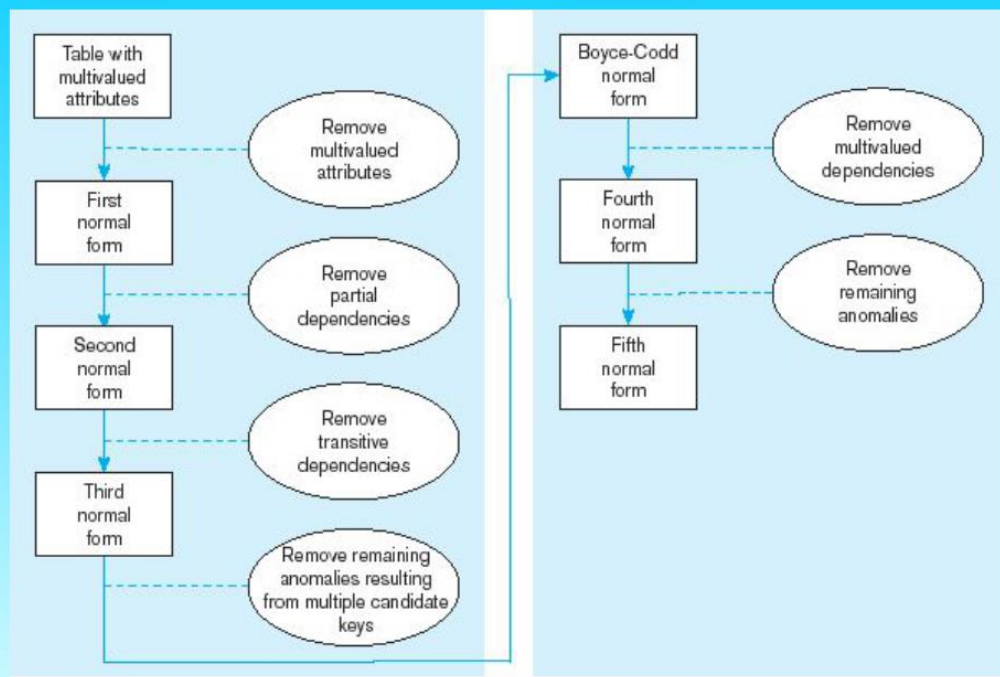 Table with
multivalued
attributes
Remove
multivalued
attributes
First
normal
form
Remove
partial
dependencies
Second
normal
form
Remove
transitive
dependencies
Third
normal
form
Remove remaining
anomalies resulting
from multiple candidate
keys
Boyce-Codd
normal
form
Remove
multivalued
dependencies
Fourth
normal
form
Remove
remaining
anomalies
Fifth
normal
form